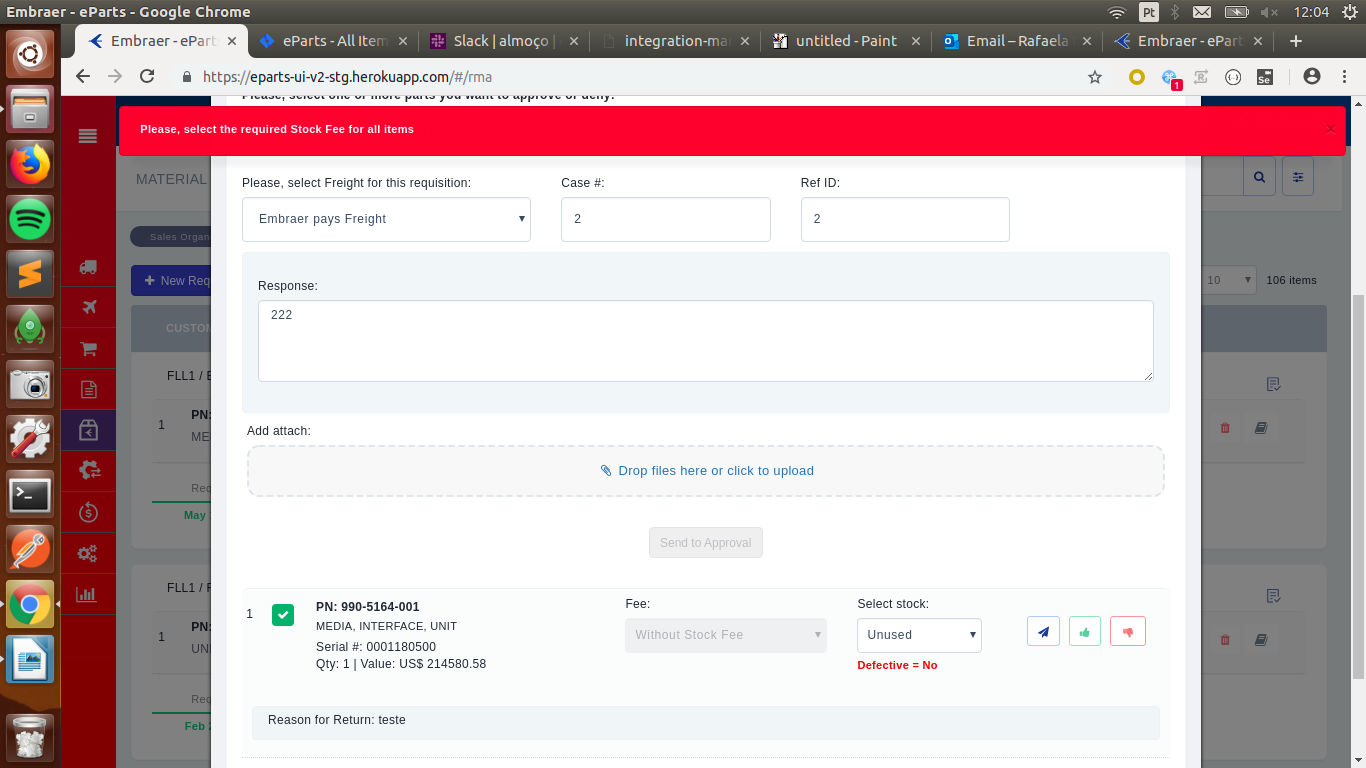 Embraer - eParts - Google Chrome
Pt
12:04
Embraer - ePart
eParts - All Item
Slack | almoço |
integration-ma
untitled - Paint
Email – Rafaela
Embraer - ePart
https://eparts-ui-v2-stg.herokuapp.com/#/rma
1
Se
Please, select one or more parts you want to approve or deny:
Please, select the required Stock Fee for all items
×
MATERIAL
Please, select Freight for this requisition:
Case #:
Ref ID:
Embraer pays Freight
2
2
Sales Organ
New Req
10
106 items
Response:
222
CUSTOM
FLL1 / E
1
PN:
ME
Add attach:
Drop files here or click to upload
Req
May
Send to Approval
FLL1 / F
1
PN:
UNI
Req
Feb 2
1
PN: 990-5164-001
MEDIA, INTERFACE, UNIT
Serial #: 0001180500
Qty: 1 | Value: US$ 214580.58
Fee:
Without Stock Fee
Select stock:
Unused
Defective = No
Reason for Return: teste